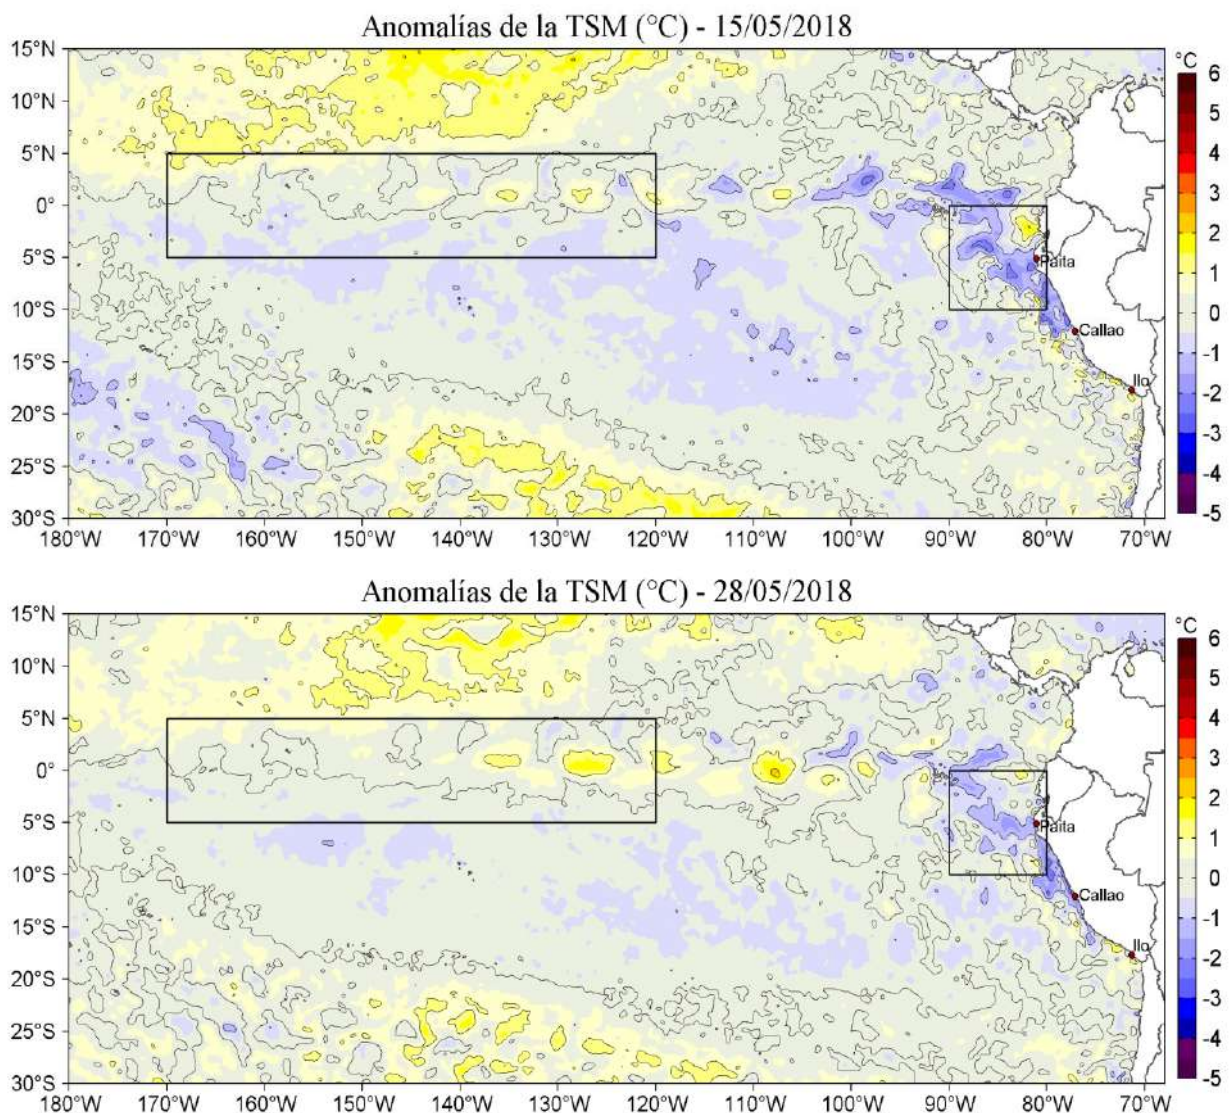 Anomalías de la TSM (°C) - 15/05/2018
15°N
10°N
5°N
0°
5°S
10°S
15°S
20°S
25°S
30°S
180°W 170°W 160°W 150°W 140°W 130°W 120°W 110°W 100°W 90°W 80°W 70°W
Paita
Callao
Ilo
°C
6
5
4
3
2
1
0
-1
-2
-3
-4
-5
Anomalías de la TSM (°C) - 28/05/2018
15°N
10°N
5°N
0°
5°S
10°S
15°S
20°S
25°S
30°S
180°W 170°W 160°W 150°W 140°W 130°W 120°W 110°W 100°W 90°W 80°W 70°W
Paita
Callao
Ilo
°C
6
5
4
3
2
1
0
-1
-2
-3
-4
-5